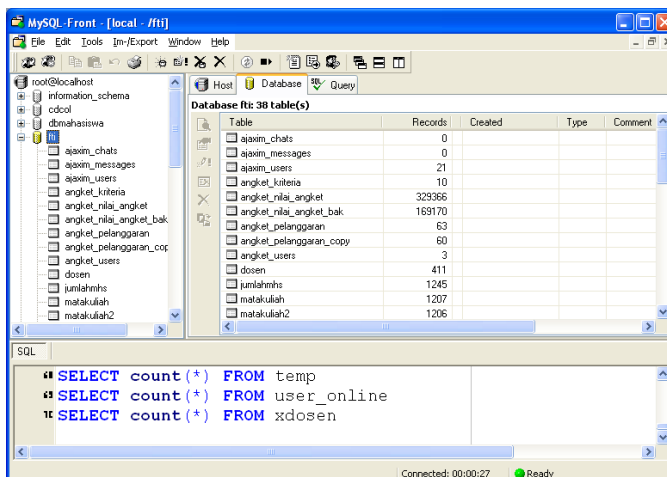 MySQL-Front - [local - /fti]
File Edit Tools Im-/Export Window Help
root@localhost
information_schema
cdcol
dbmahasiswa
fti
ajaxim_chats
ajaxim_messages
ajaxim_users
angket_kriteria
angket_nilai_angket
angket_nilai_angket_bak
angket_pelanggaran
angket_pelanggaran_cop
angket_users
dosen
jumlahmhs
matakuliah
matakuliah2
Host Database SQL Query
Database fti: 38 table(s)
Table Records Created Type Comment
ajaxim_chats 0
ajaxim_messages 0
ajaxim_users 21
angket_kriteria 10
angket_nilai_angket 329366
angket_nilai_angket_bak 169170
angket_pelanggaran 63
angket_pelanggaran_copy 60
angket_users 3
dosen 411
jumlahmhs 1245
matakuliah 1207
matakuliah2 1206
SQL
68 SELECT count(*) FROM temp
69 SELECT count(*) FROM user_online
70 SELECT count(*) FROM xdosen
Connected: 00:00:27 Ready